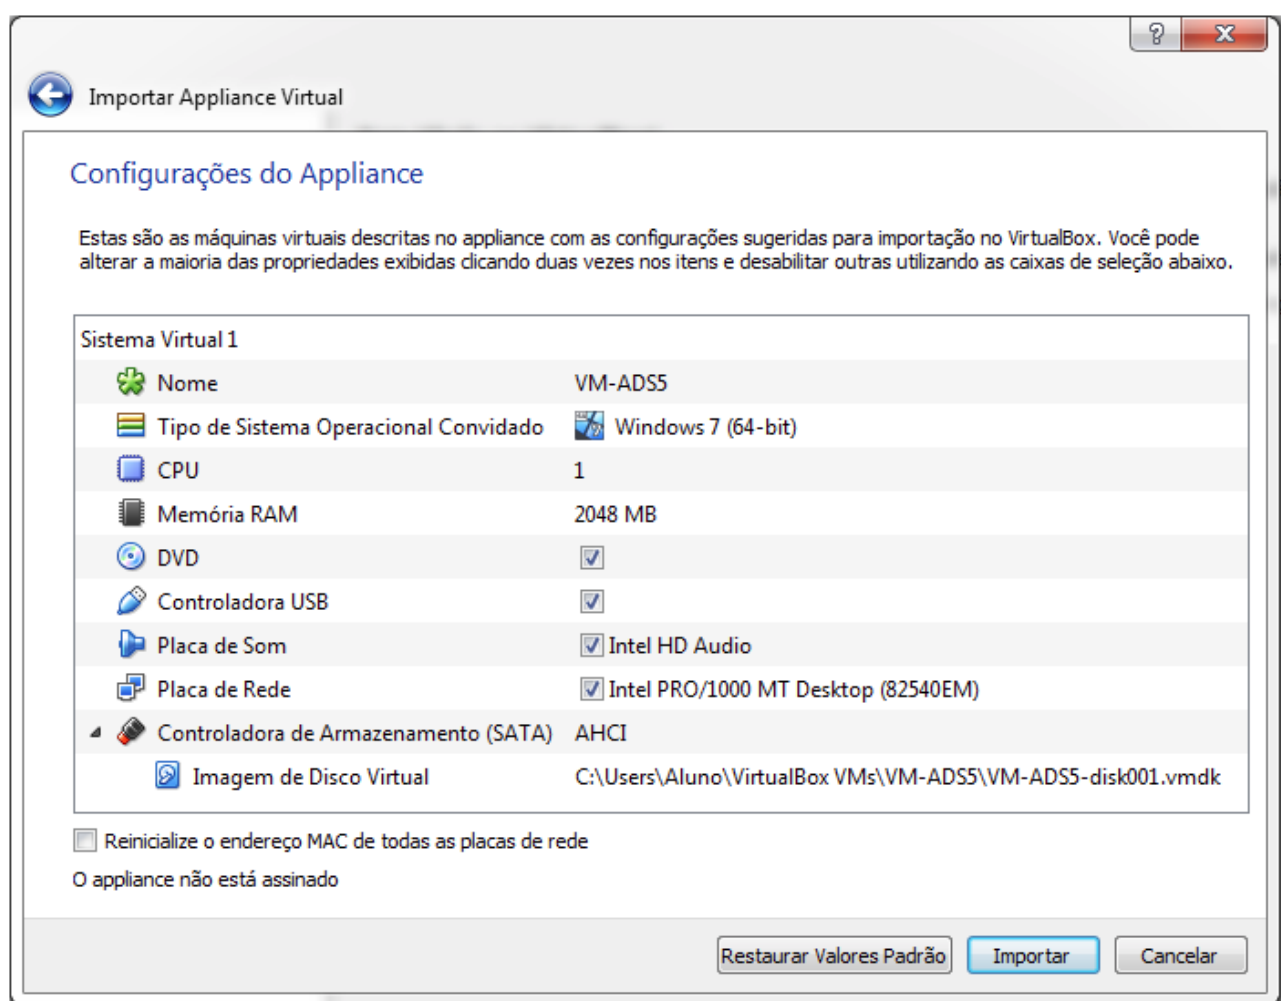 ?
X
Importar Appliance Virtual
Configurações do Appliance
Estas são as máquinas virtuais descritas no appliance com as configurações sugeridas para importação no VirtualBox. Você pode
alterar a maioria das propriedades exibidas clicando duas vezes nos itens e desabilitar outras utilizando as caixas de seleção abaixo.
Sistema Virtual 1
Nome VM-ADS5
Tipo de Sistema Operacional Convidado Windows 7 (64-bit)
CPU 1
Memória RAM 2048 MB
DVD
Controladora USB
Placa de Som Intel HD Audio
Placa de Rede Intel PRO/1000 MT Desktop (82540EM)
Controladora de Armazenamento (SATA) AHCI
Imagem de Disco Virtual C:\Users\Aluno\VirtualBox VMs\VM-ADS5\VM-ADS5-disk001.vmdk
Reinicialize o endereço MAC de todas as placas de rede
O appliance não está assinado
Restaurar Valores Padrão Importar Cancelar